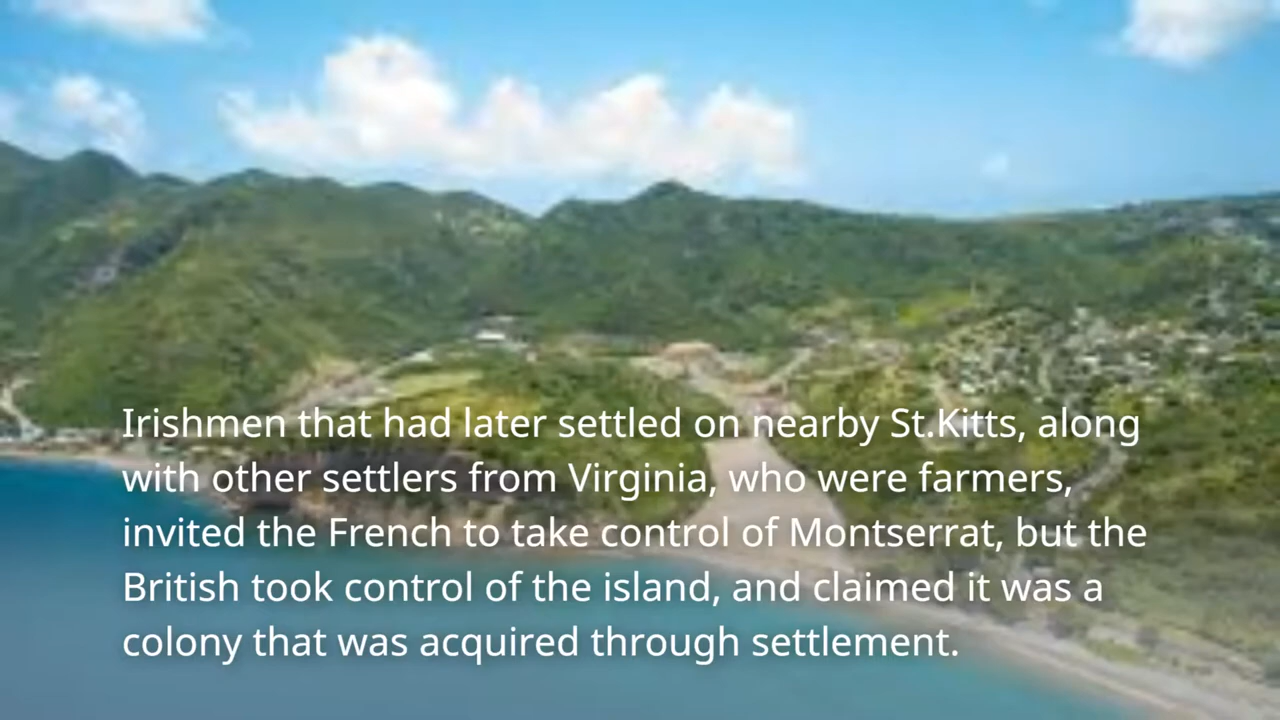 Irishmen that had later settled on nearby St.Kitts, along
with other settlers from Virginia, who were farmers,
invited the French to take control of Montserrat, but the
British took control of the island, and claimed it was a
colony that was acquired through settlement.